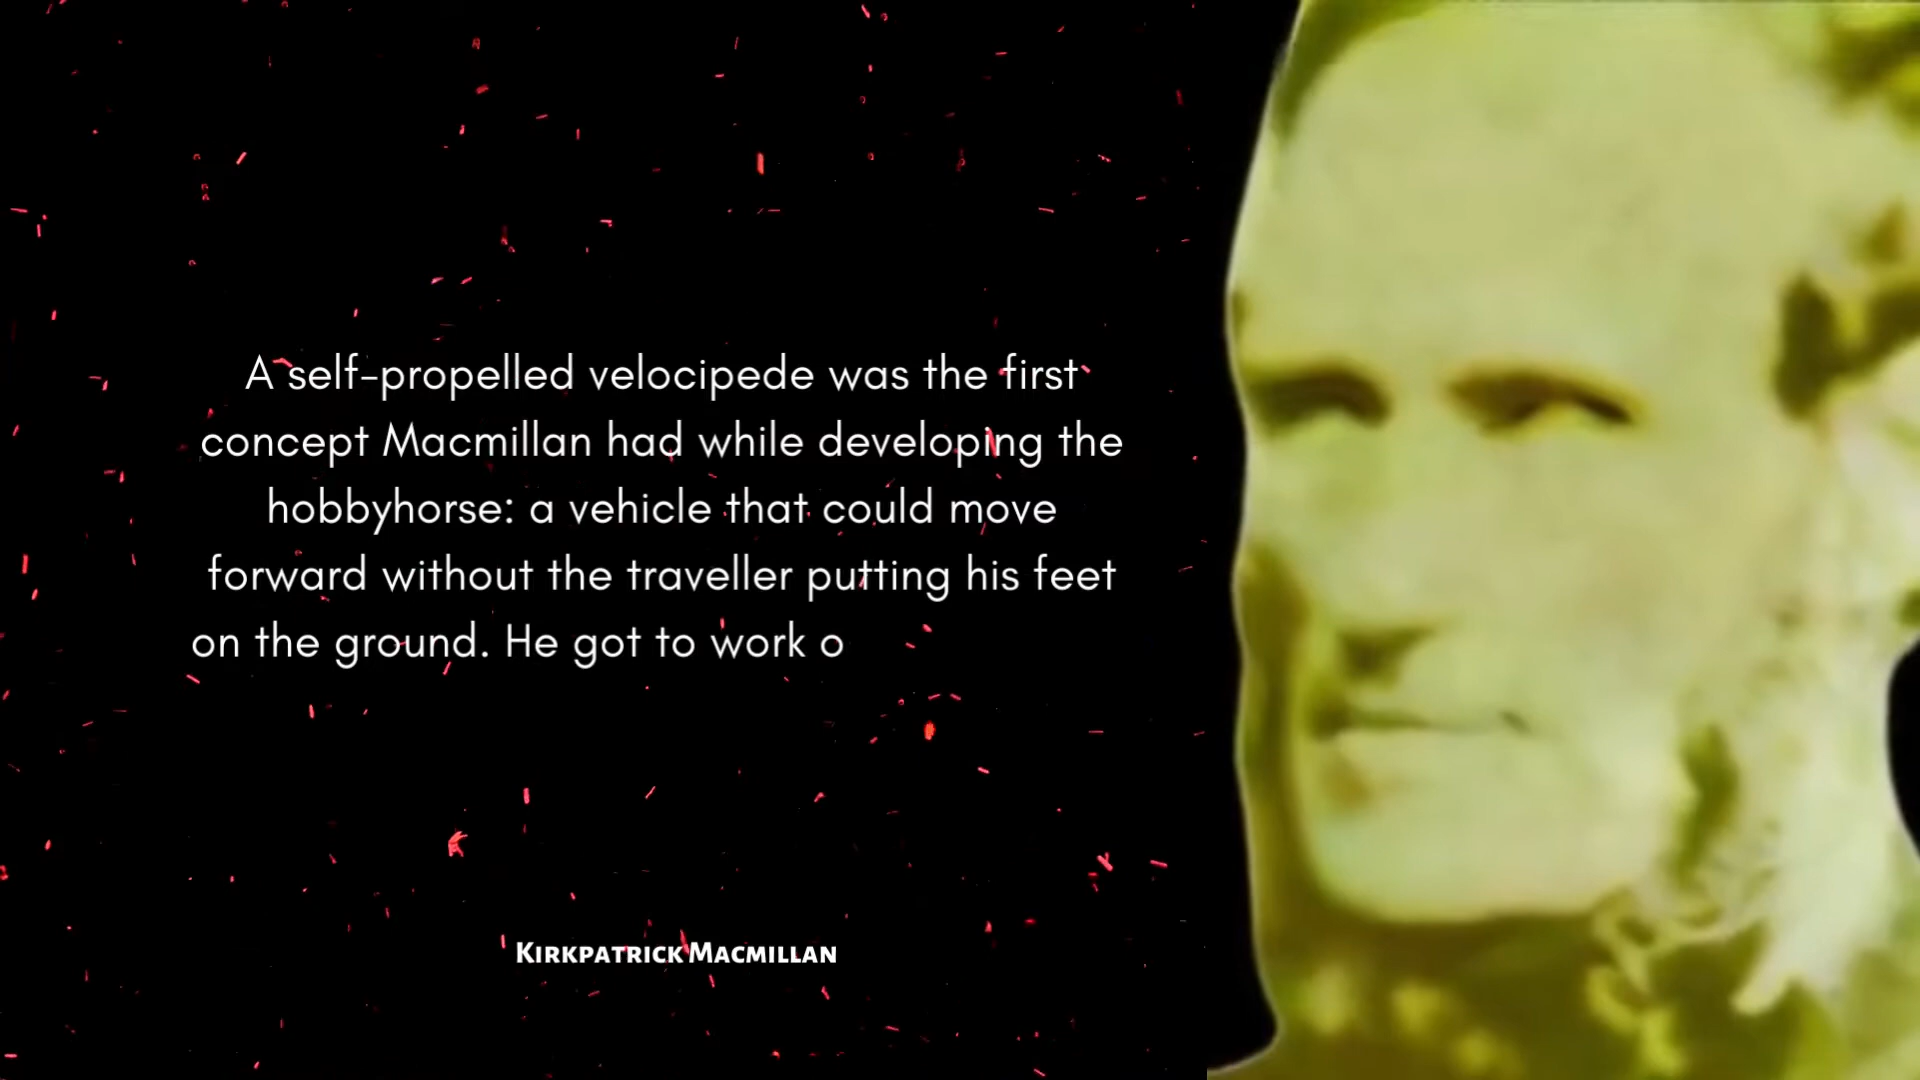 A self-propelled velocipede was the first
concept Macmillan had while developing the
hobbyhorse: a vehicle that could move
forward without the traveller putting his feet
on the ground. He got to work o
Kirkpatrick Macmillan